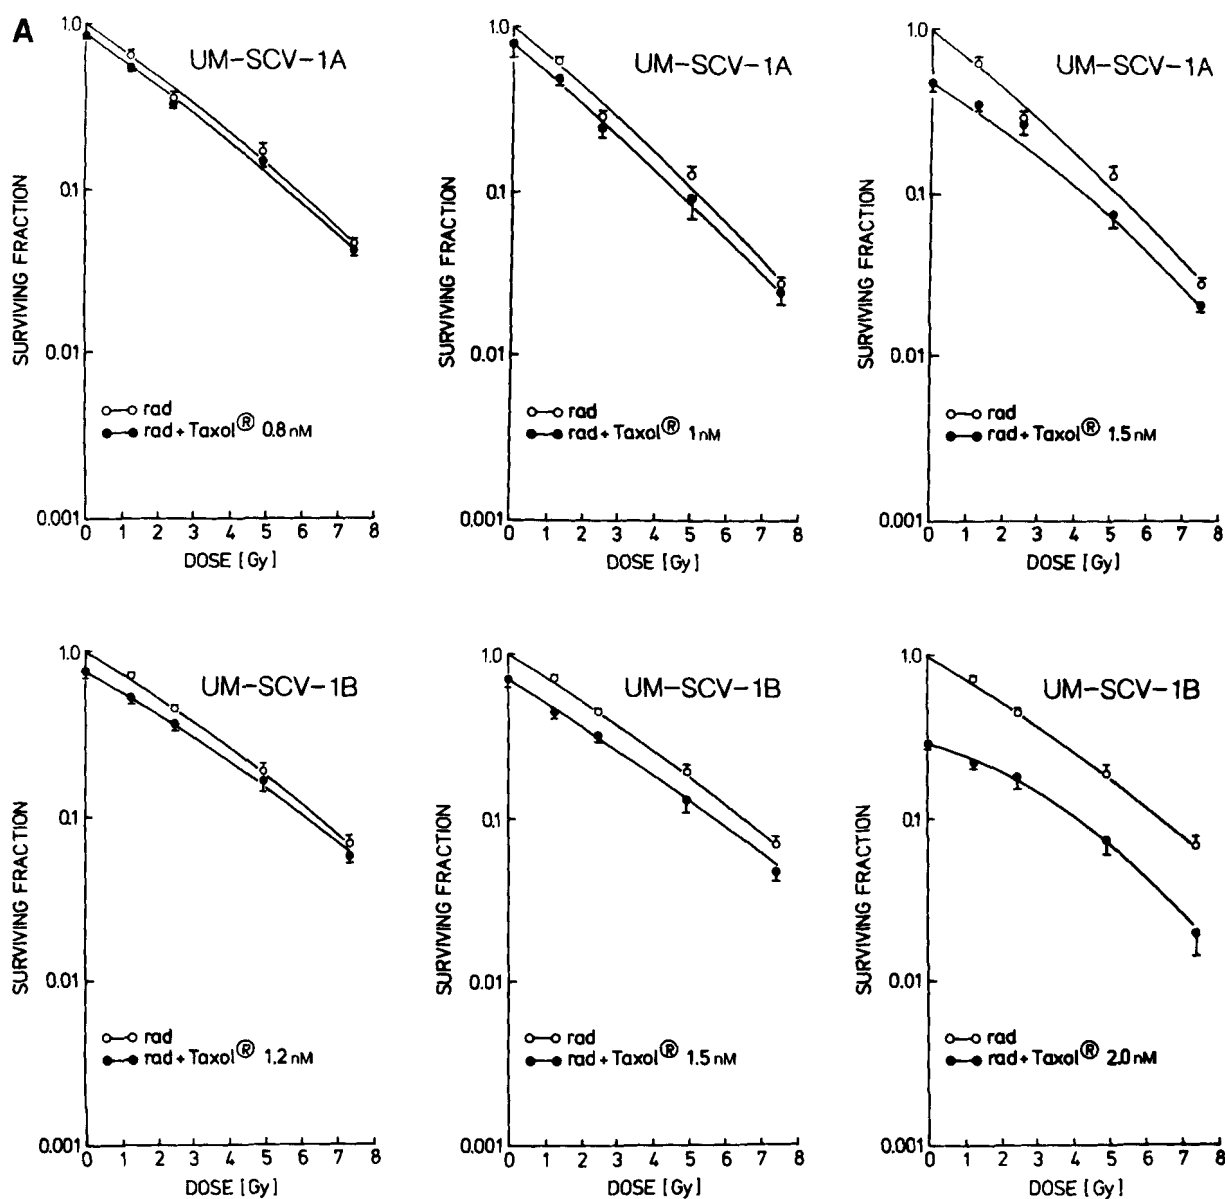 A
UM-SCV-1A
1.0
0.1
0.01
0.001
SURVIVING FRACTION
rad
rad + Taxol® 0.8 nM
0 1 2 3 4 5 6 7 8
DOSE [Gy]
UM-SCV-1A
1.0
0.1
0.01
0.001
SURVIVING FRACTION
rad
rad + Taxol® 1 nM
0 1 2 3 4 5 6 7 8
DOSE [Gy]
UM-SCV-1A
1.0
0.1
0.01
0.001
SURVIVING FRACTION
rad
rad + Taxol® 1.5 nM
0 1 2 3 4 5 6 7 8
DOSE [Gy]
UM-SCV-1B
1.0
0.1
0.01
0.001
SURVIVING FRACTION
rad
rad + Taxol® 1.2 nM
0 1 2 3 4 5 6 7 8
DOSE [Gy]
UM-SCV-1B
1.0
0.1
0.01
0.001
SURVIVING FRACTION
rad
rad + Taxol® 1.5 nM
0 1 2 3 4 5 6 7 8
DOSE [Gy]
UM-SCV-1B
1.0
0.1
0.01
0.001
SURVIVING FRACTION
rad
rad + Taxol® 2.0 nM
0 1 2 3 4 5 6 7 8
DOSE [Gy]